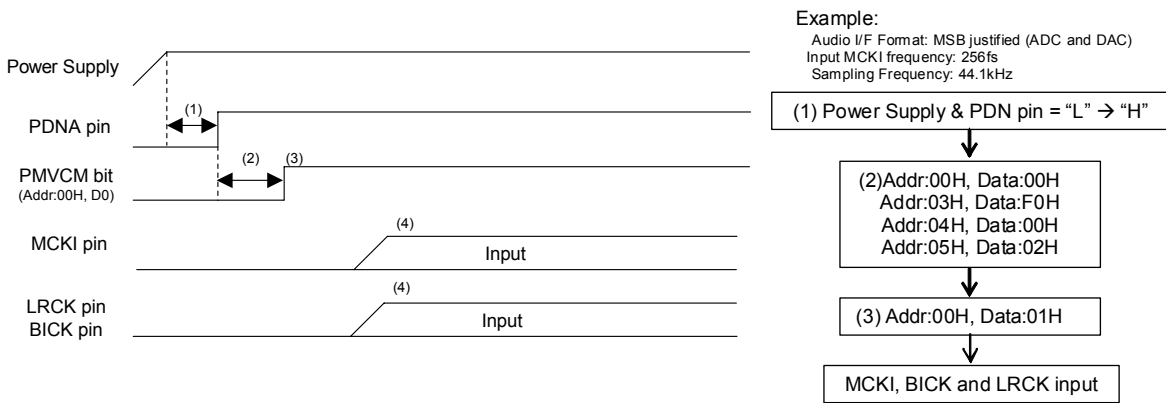 Power Supply
(1)
PDNA pin
(2)
(3)
PMVCM bit
(Addr:00H, D0)
(4)
MCKI pin
Input
(4)
LRCK pin
BICK pin
Input
Example:
Audio I/F Format: MSB justified (ADC and DAC)
Input MCKI frequency: 256fs
Sampling Frequency: 44.1kHz
(1) Power Supply & PDN pin = “L” → “H”
(2)Addr:00H, Data:00H
Addr:03H, Data:F0H
Addr:04H, Data:00H
Addr:05H, Data:02H
(3) Addr:00H, Data:01H
MCKI, BICK and LRCK input